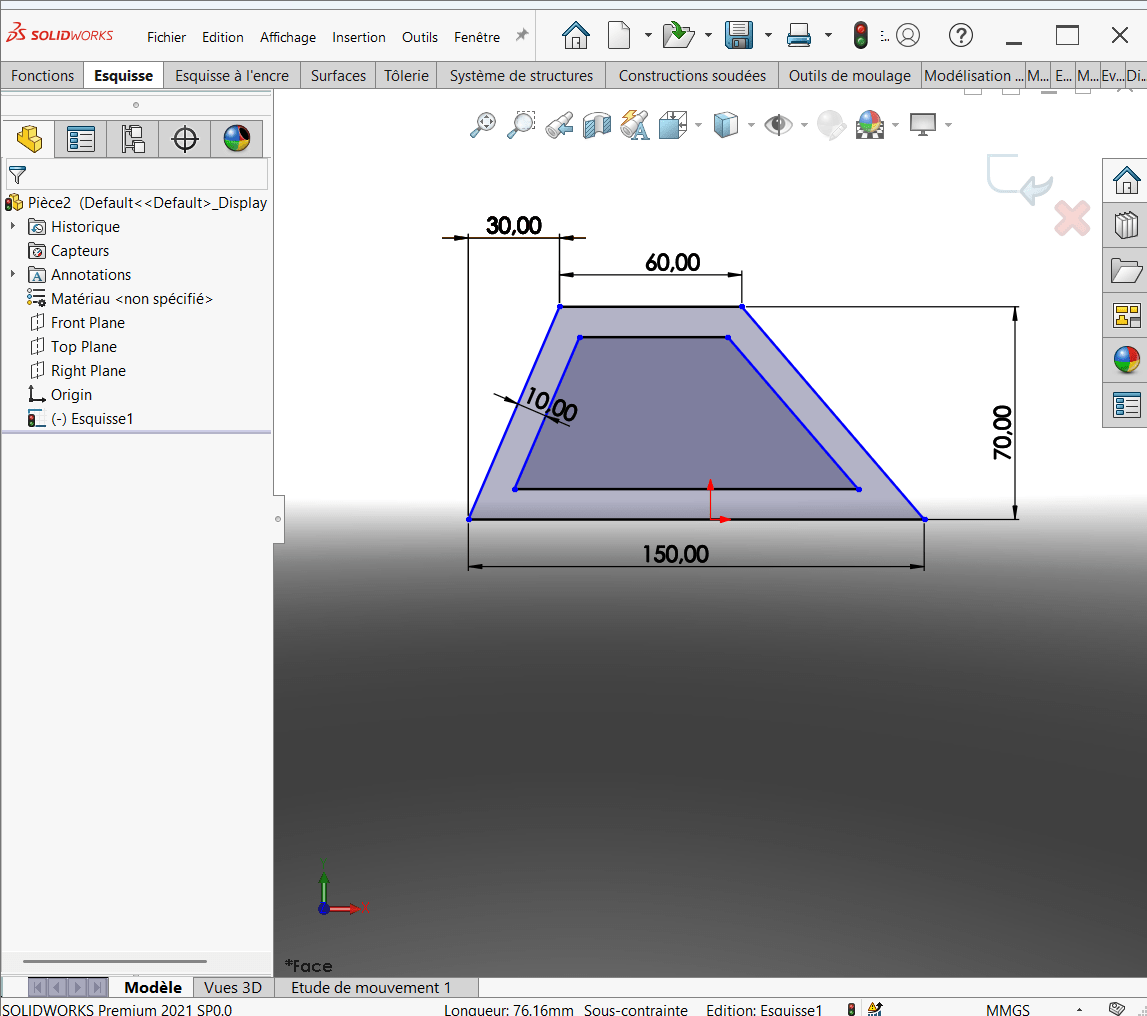 SOLIDWORKS
Fichier Edition Affichage Insertion Outils Fenêtre
Fonctions Esquisse Esquisse à l'encre Surfaces Tôlerie Système de structures Constructions soudées Outils de moulage Modélisation ... M... E... M... Ev... Di...
Pièce2 (Default<<Default>_Display
Historique
Capteurs
Annotations
Matériau <non spécifié>
Front Plane
Top Plane
Right Plane
Origin
(-) Esquisse1
30,00
60,00
10,00
70,00
150,00
*Face
Modèle Vues 3D Etude de mouvement 1
SOLIDWORKS Premium 2021 SP0.0 Longueur: 76.16mm Sous-contrainte Edition: Esquisse1 MMGS